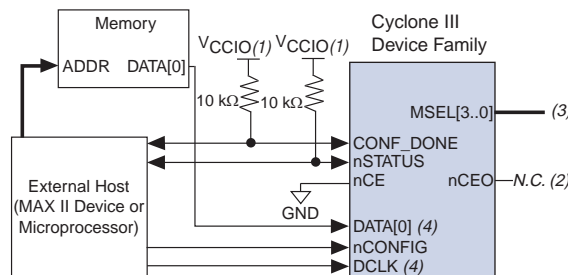 Memory
ADDR DATA[0]
VCCIO(1) VCCIO(1)
10 kΩ 10 kΩ
Cyclone III
Device Family
MSEL[3..0] (3)
CONF_DONE
nSTATUS
nCE nCEO N.C. (2)
GND
External Host
(MAX II Device or
Microprocessor)
DATA[0] (4)
nCONFIG
DCLK (4)